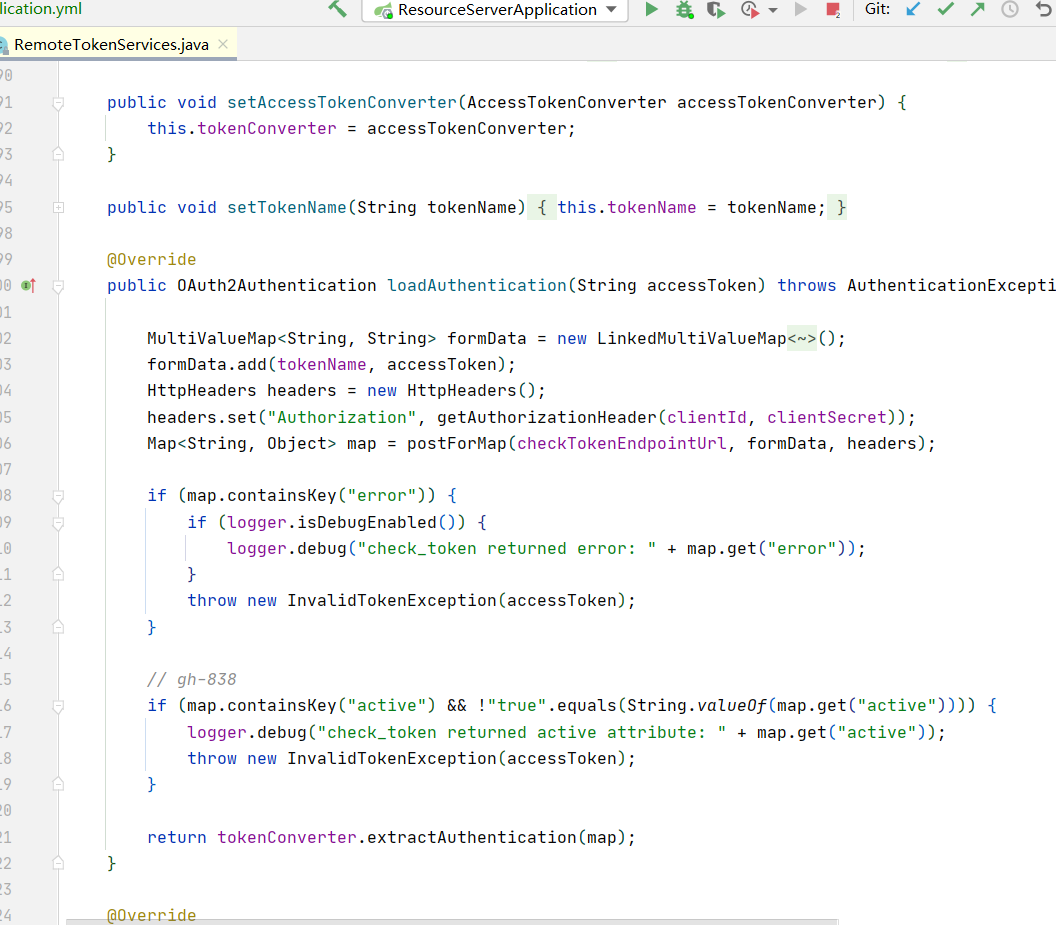 lication.yml
ResourceServerApplication
2
Git:
RemoteTokenServices.java
90
91 public void setAccessTokenConverter(AccessTokenConverter accessTokenConverter) {
92 this.tokenConverter = accessTokenConverter;
93 }
94
95 public void setTokenName(String tokenName) { this.tokenName = tokenName; }
98
99 @Override
00 public OAuth2Authentication loadAuthentication(String accessToken) throws AuthenticationExcepti
01
02 MultiValueMap<String, String> formData = new LinkedMultiValueMap<~>();
03 formData.add(tokenName, accessToken);
04 HttpHeaders headers = new HttpHeaders();
05 headers.set("Authorization", getAuthorizationHeader(clientId, clientSecret));
06 Map<String, Object> map = postForMap(checkTokenEndpointUrl, formData, headers);
07
08 if (map.containsKey("error")) {
09 if (logger.isDebugEnabled()) {
10 logger.debug("check_token returned error: " + map.get("error"));
11 }
12 throw new InvalidTokenException(accessToken);
13 }
14
15 // gh-838
16 if (map.containsKey("active") && !"true".equals(String.valueOf(map.get("active")))) {
17 logger.debug("check_token returned active attribute: " + map.get("active"));
18 throw new InvalidTokenException(accessToken);
19 }
20
21 return tokenConverter.extractAuthentication(map);
22 }
23
24 @Override